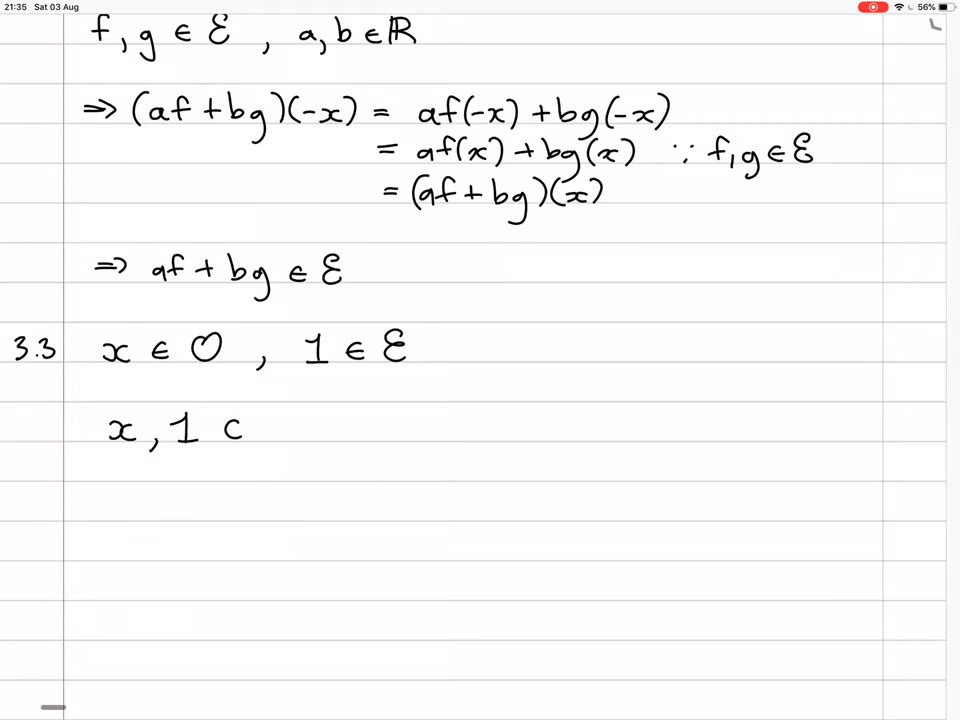 21:35 Sat 03 Aug 56%
f, g ∈ ℰ , a, b ∈ ℝ
⇒ (af + bg)(-x) = af(-x) + bg(-x)
= af(x) + bg(x) ∵ f, g ∈ ℰ
= (af + bg)(x)
⇒ af + bg ∈ ℰ
3.3 x ∈ 𝒪 , 1 ∈ ℰ
x, 1 c